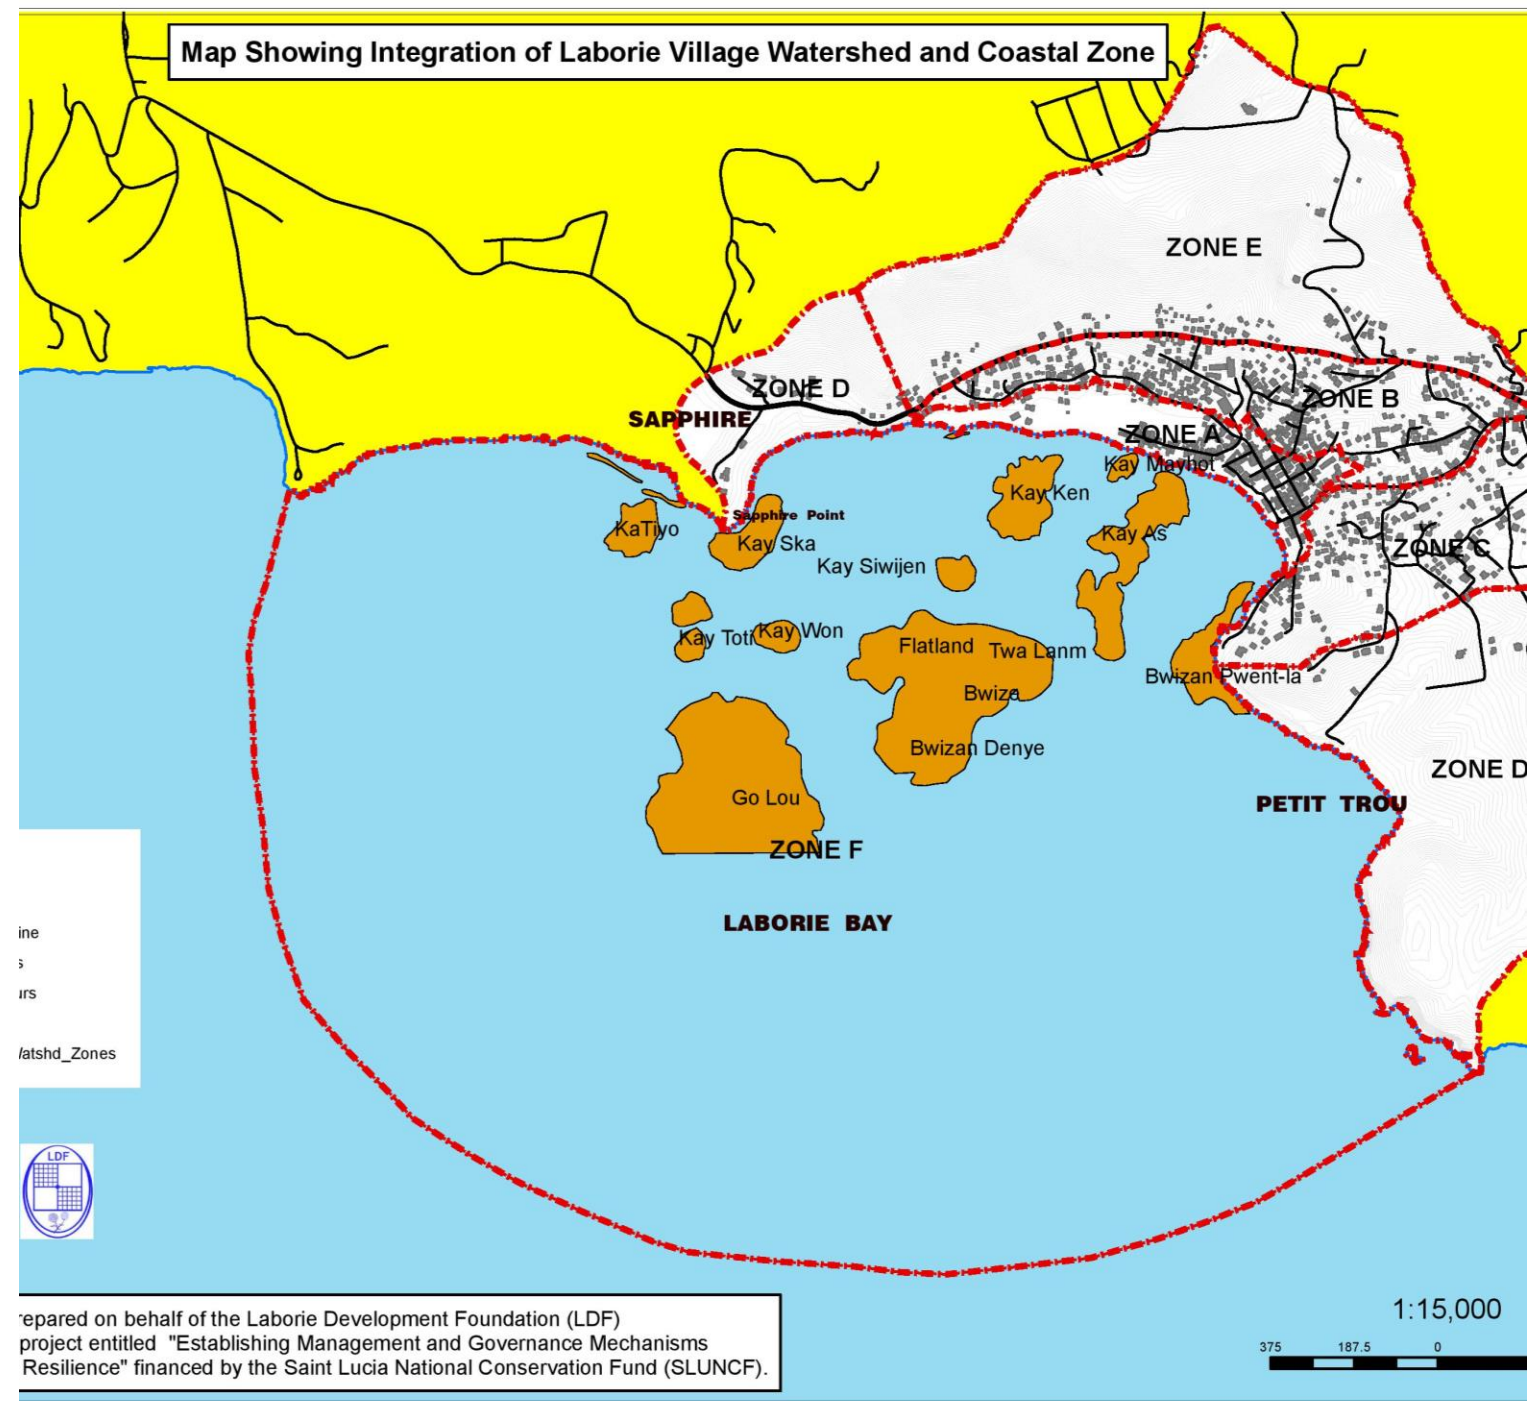 Map Showing Integration of Laborie Village Watershed and Coastal Zone
ZONE E
ZONE D
ZONE B
SAPPHIRE
ZONE A
Kay Mayhot
Kay Ken
Sapphire Point
KaTiyo
Kay Ska
Kay As
ZONE C
Kay Siwijen
Kay Toti
Kay Won
Flatland
Twa Lanm
Bwizan Pwent-la
Bwize
Bwizan Denye
ZONE D
Go Lou
PETIT TROU
ZONE F
LABORIE BAY
ine
s
urs
Watshd_Zones
LDF
repared on behalf of the Laborie Development Foundation (LDF)
project entitled "Establishing Management and Governance Mechanisms
Resilience" financed by the Saint Lucia National Conservation Fund (SLUNCF).
1:15,000
375 187.5 0